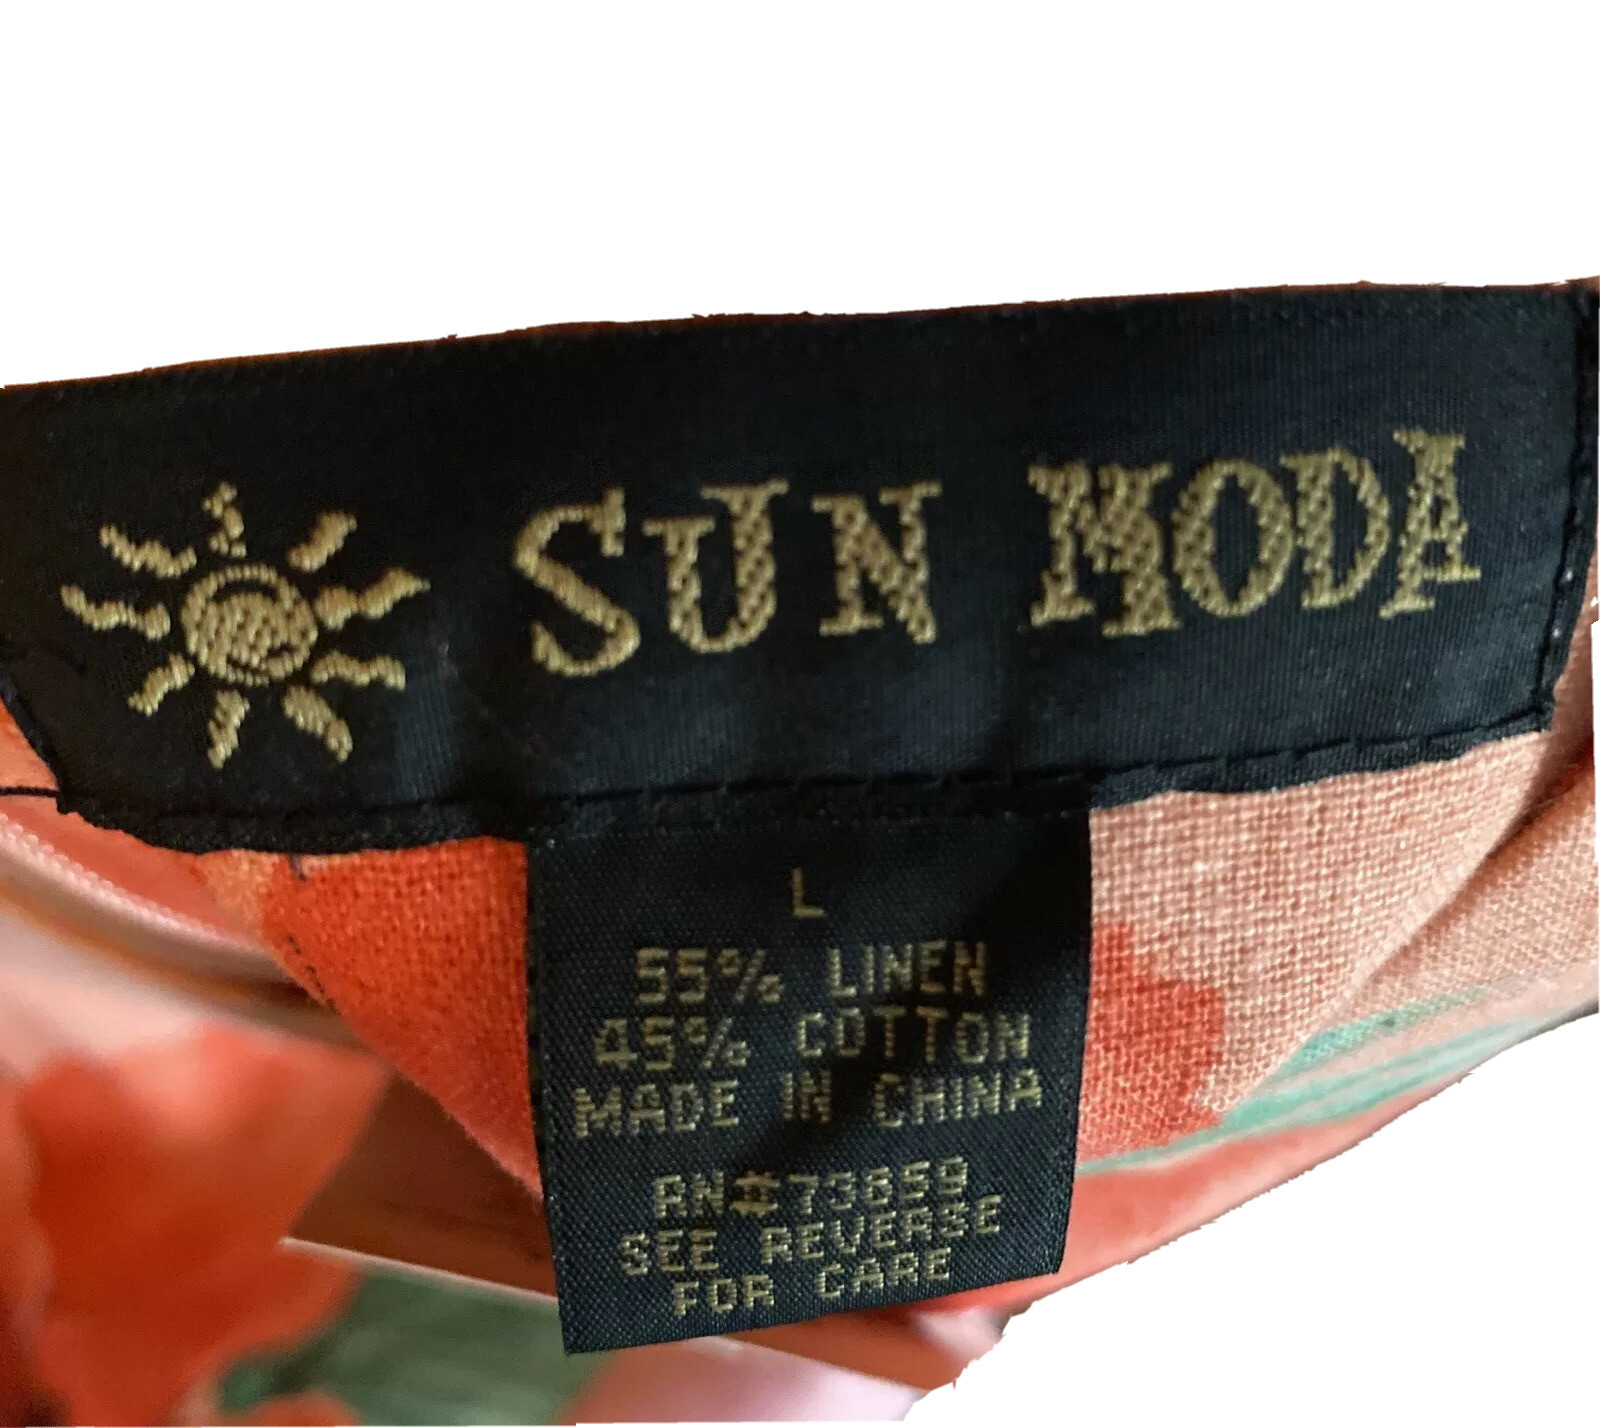 SUN MODA
L
55% LINEN
45% COTTON
MADE IN CHINA
RN#73659
SEE REVERSE
FOR CARE